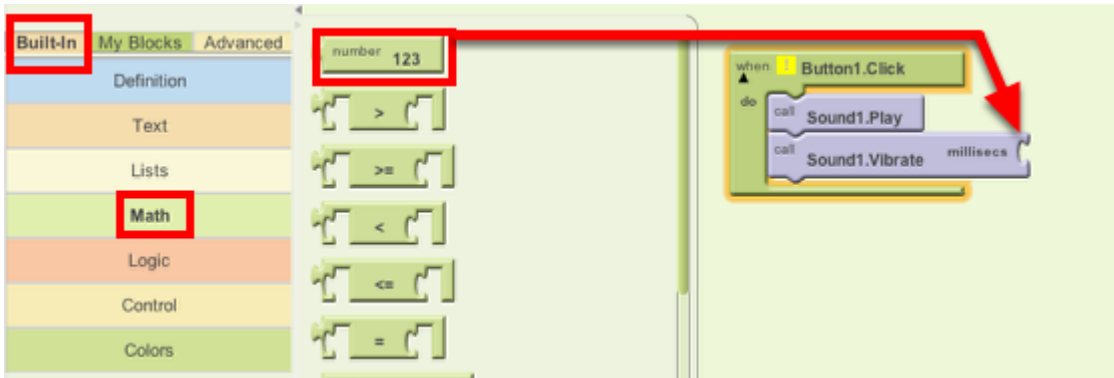 Built-In My Blocks Advanced
Definition
Text
Lists
Math
Logic
Control
Colors
number 123
>
>=
<
<=
=
when ! Button1.Click
do
call Sound1.Play
call Sound1.Vibrate millisecs